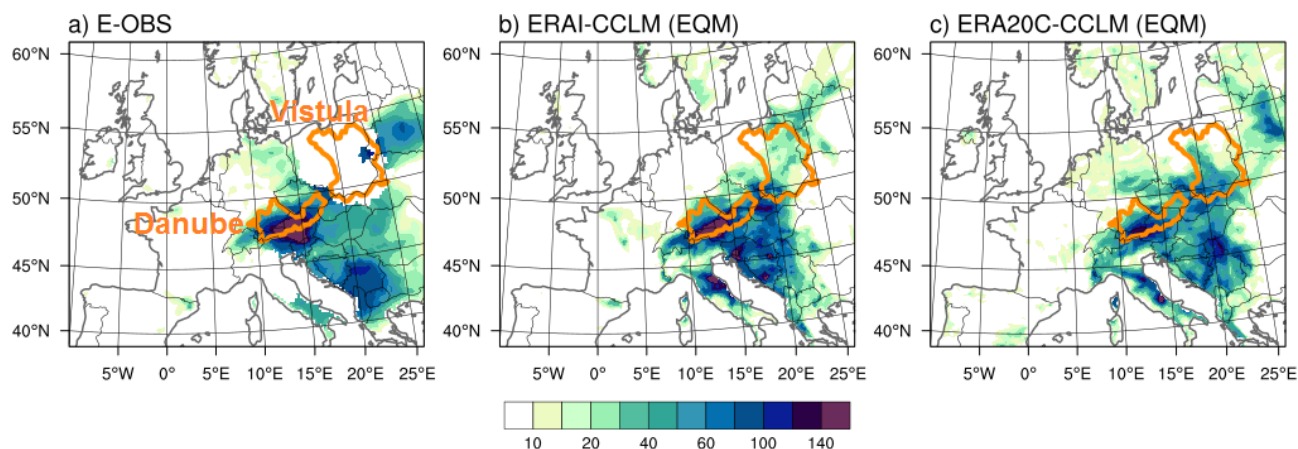 a) E-OBS
b) ERAI-CCLM (EQM)
c) ERA20C-CCLM (EQM)
60°N
55°N
50°N
45°N
40°N
5°W 0° 5°E 10°E 15°E 20°E 25°E
Vistula
Danube
60°N
55°N
50°N
45°N
40°N
5°W 0° 5°E 10°E 15°E 20°E 25°E
60°N
55°N
50°N
45°N
40°N
5°W 0° 5°E 10°E 15°E 20°E 25°E
10 20 40 60 100 140